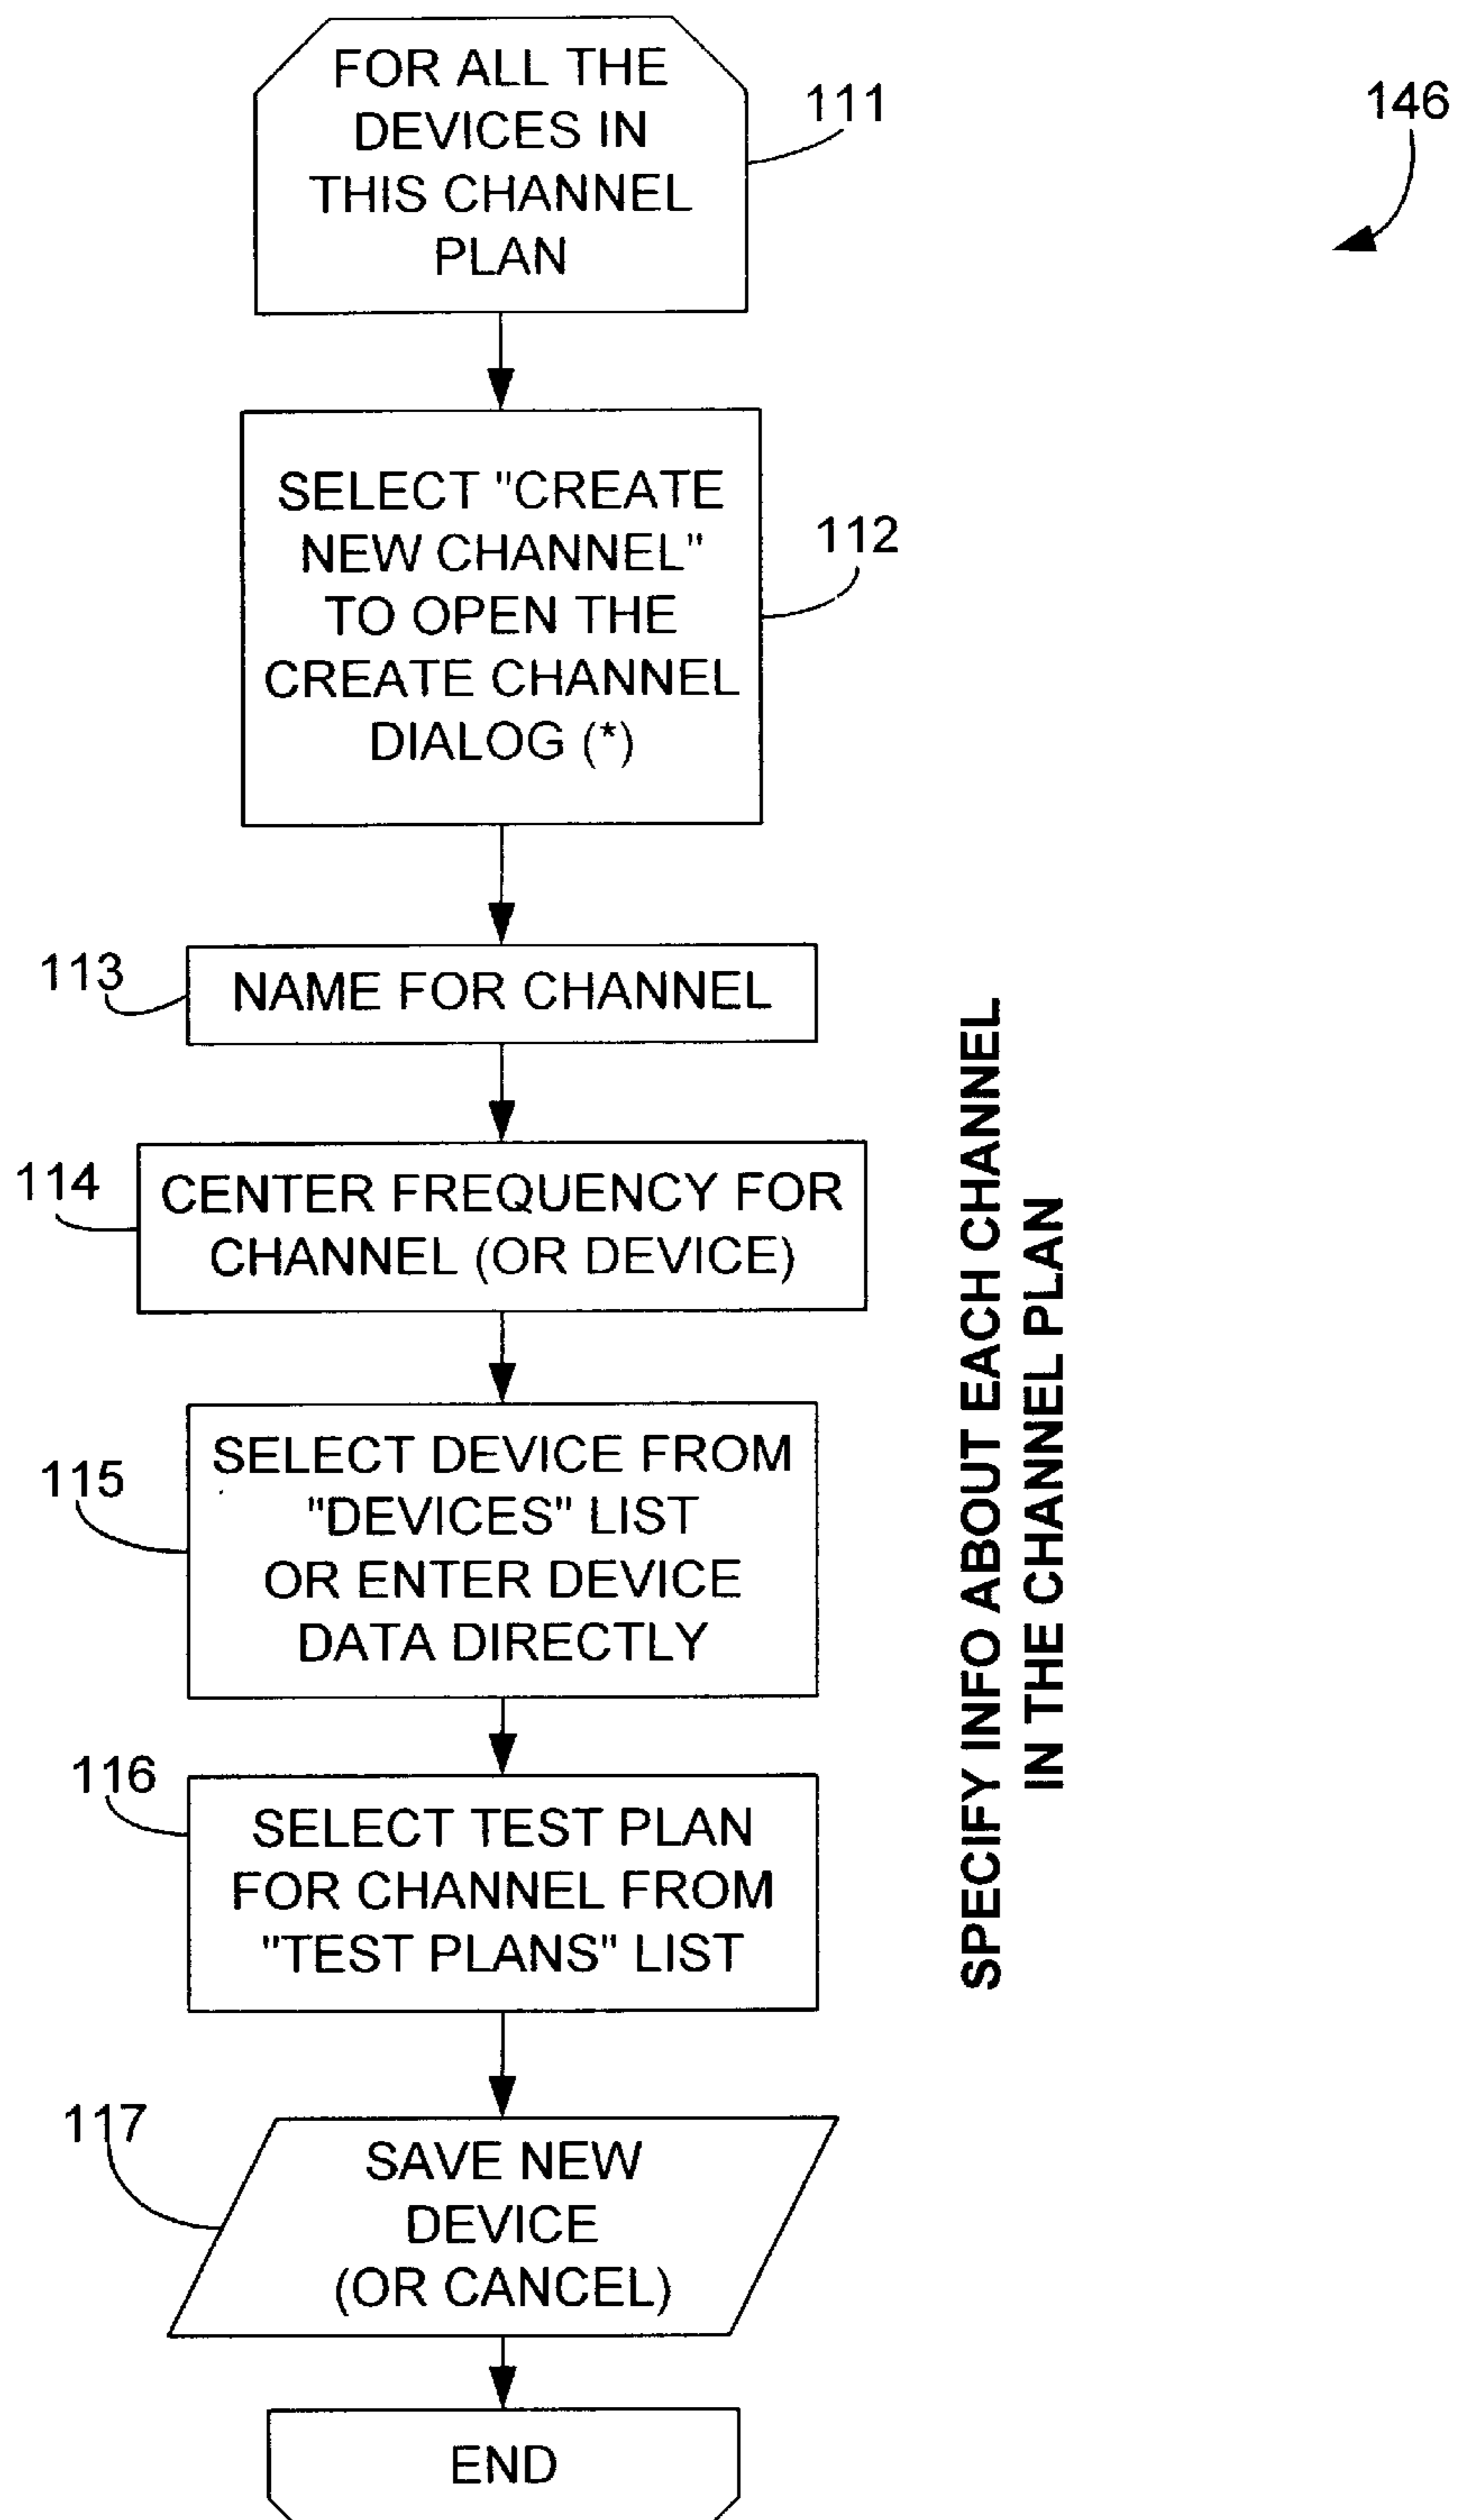 FOR ALL THE
DEVICES IN
THIS CHANNEL
PLAN
111
146
SELECT "CREATE
NEW CHANNEL"
TO OPEN THE
CREATE CHANNEL
DIALOG (*)
112
113
NAME FOR CHANNEL
114
CENTER FREQUENCY FOR
CHANNEL (OR DEVICE)
115
SELECT DEVICE FROM
"DEVICES" LIST
OR ENTER DEVICE
DATA DIRECTLY
116
SELECT TEST PLAN
FOR CHANNEL FROM
"TEST PLANS" LIST
117
SAVE NEW
DEVICE
(OR CANCEL)
END
SPECIFY INFO ABOUT EACH CHANNEL
IN THE CHANNEL PLAN